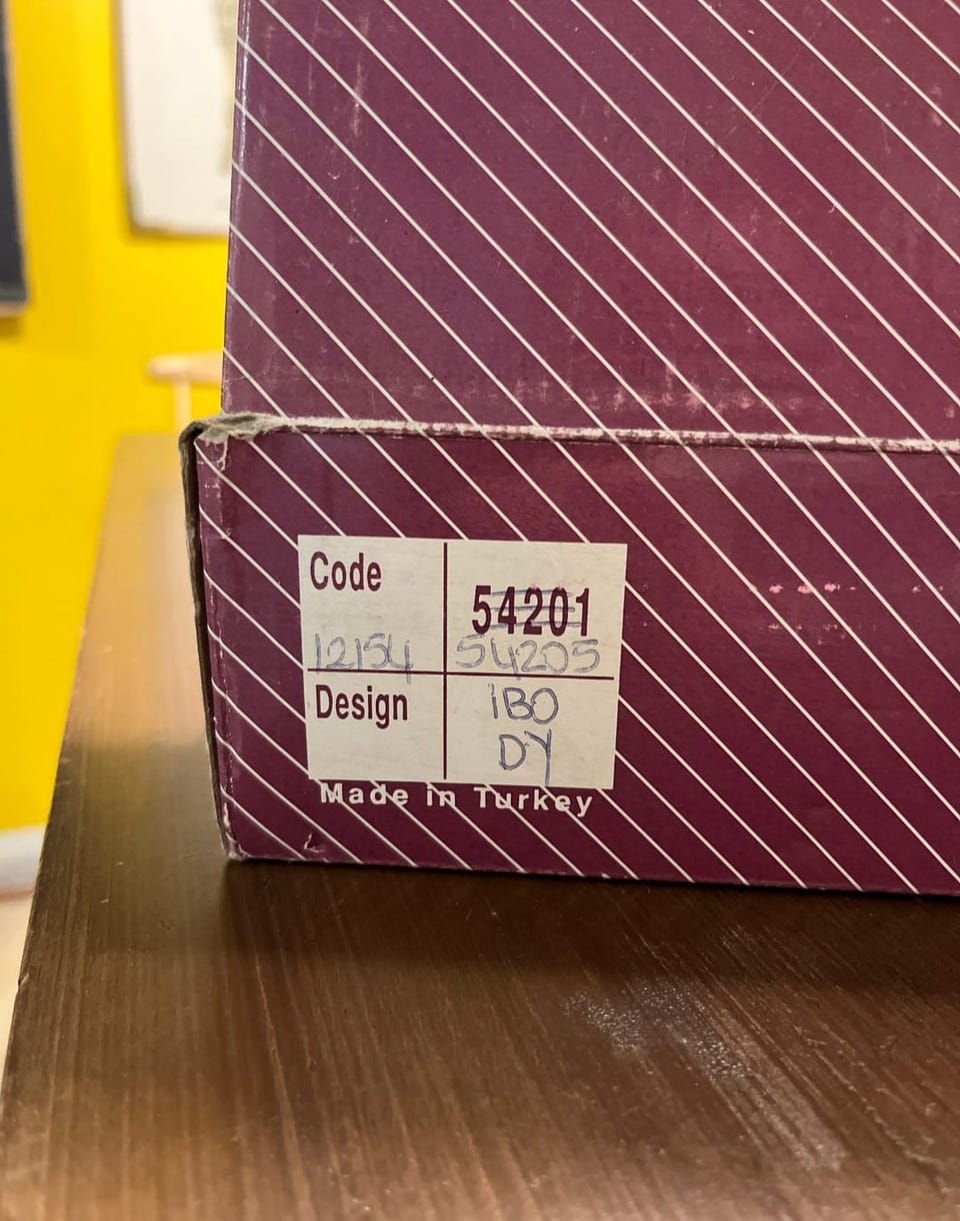 Code
54201
12154 54205
Design iBO
DY
Made in Turkey